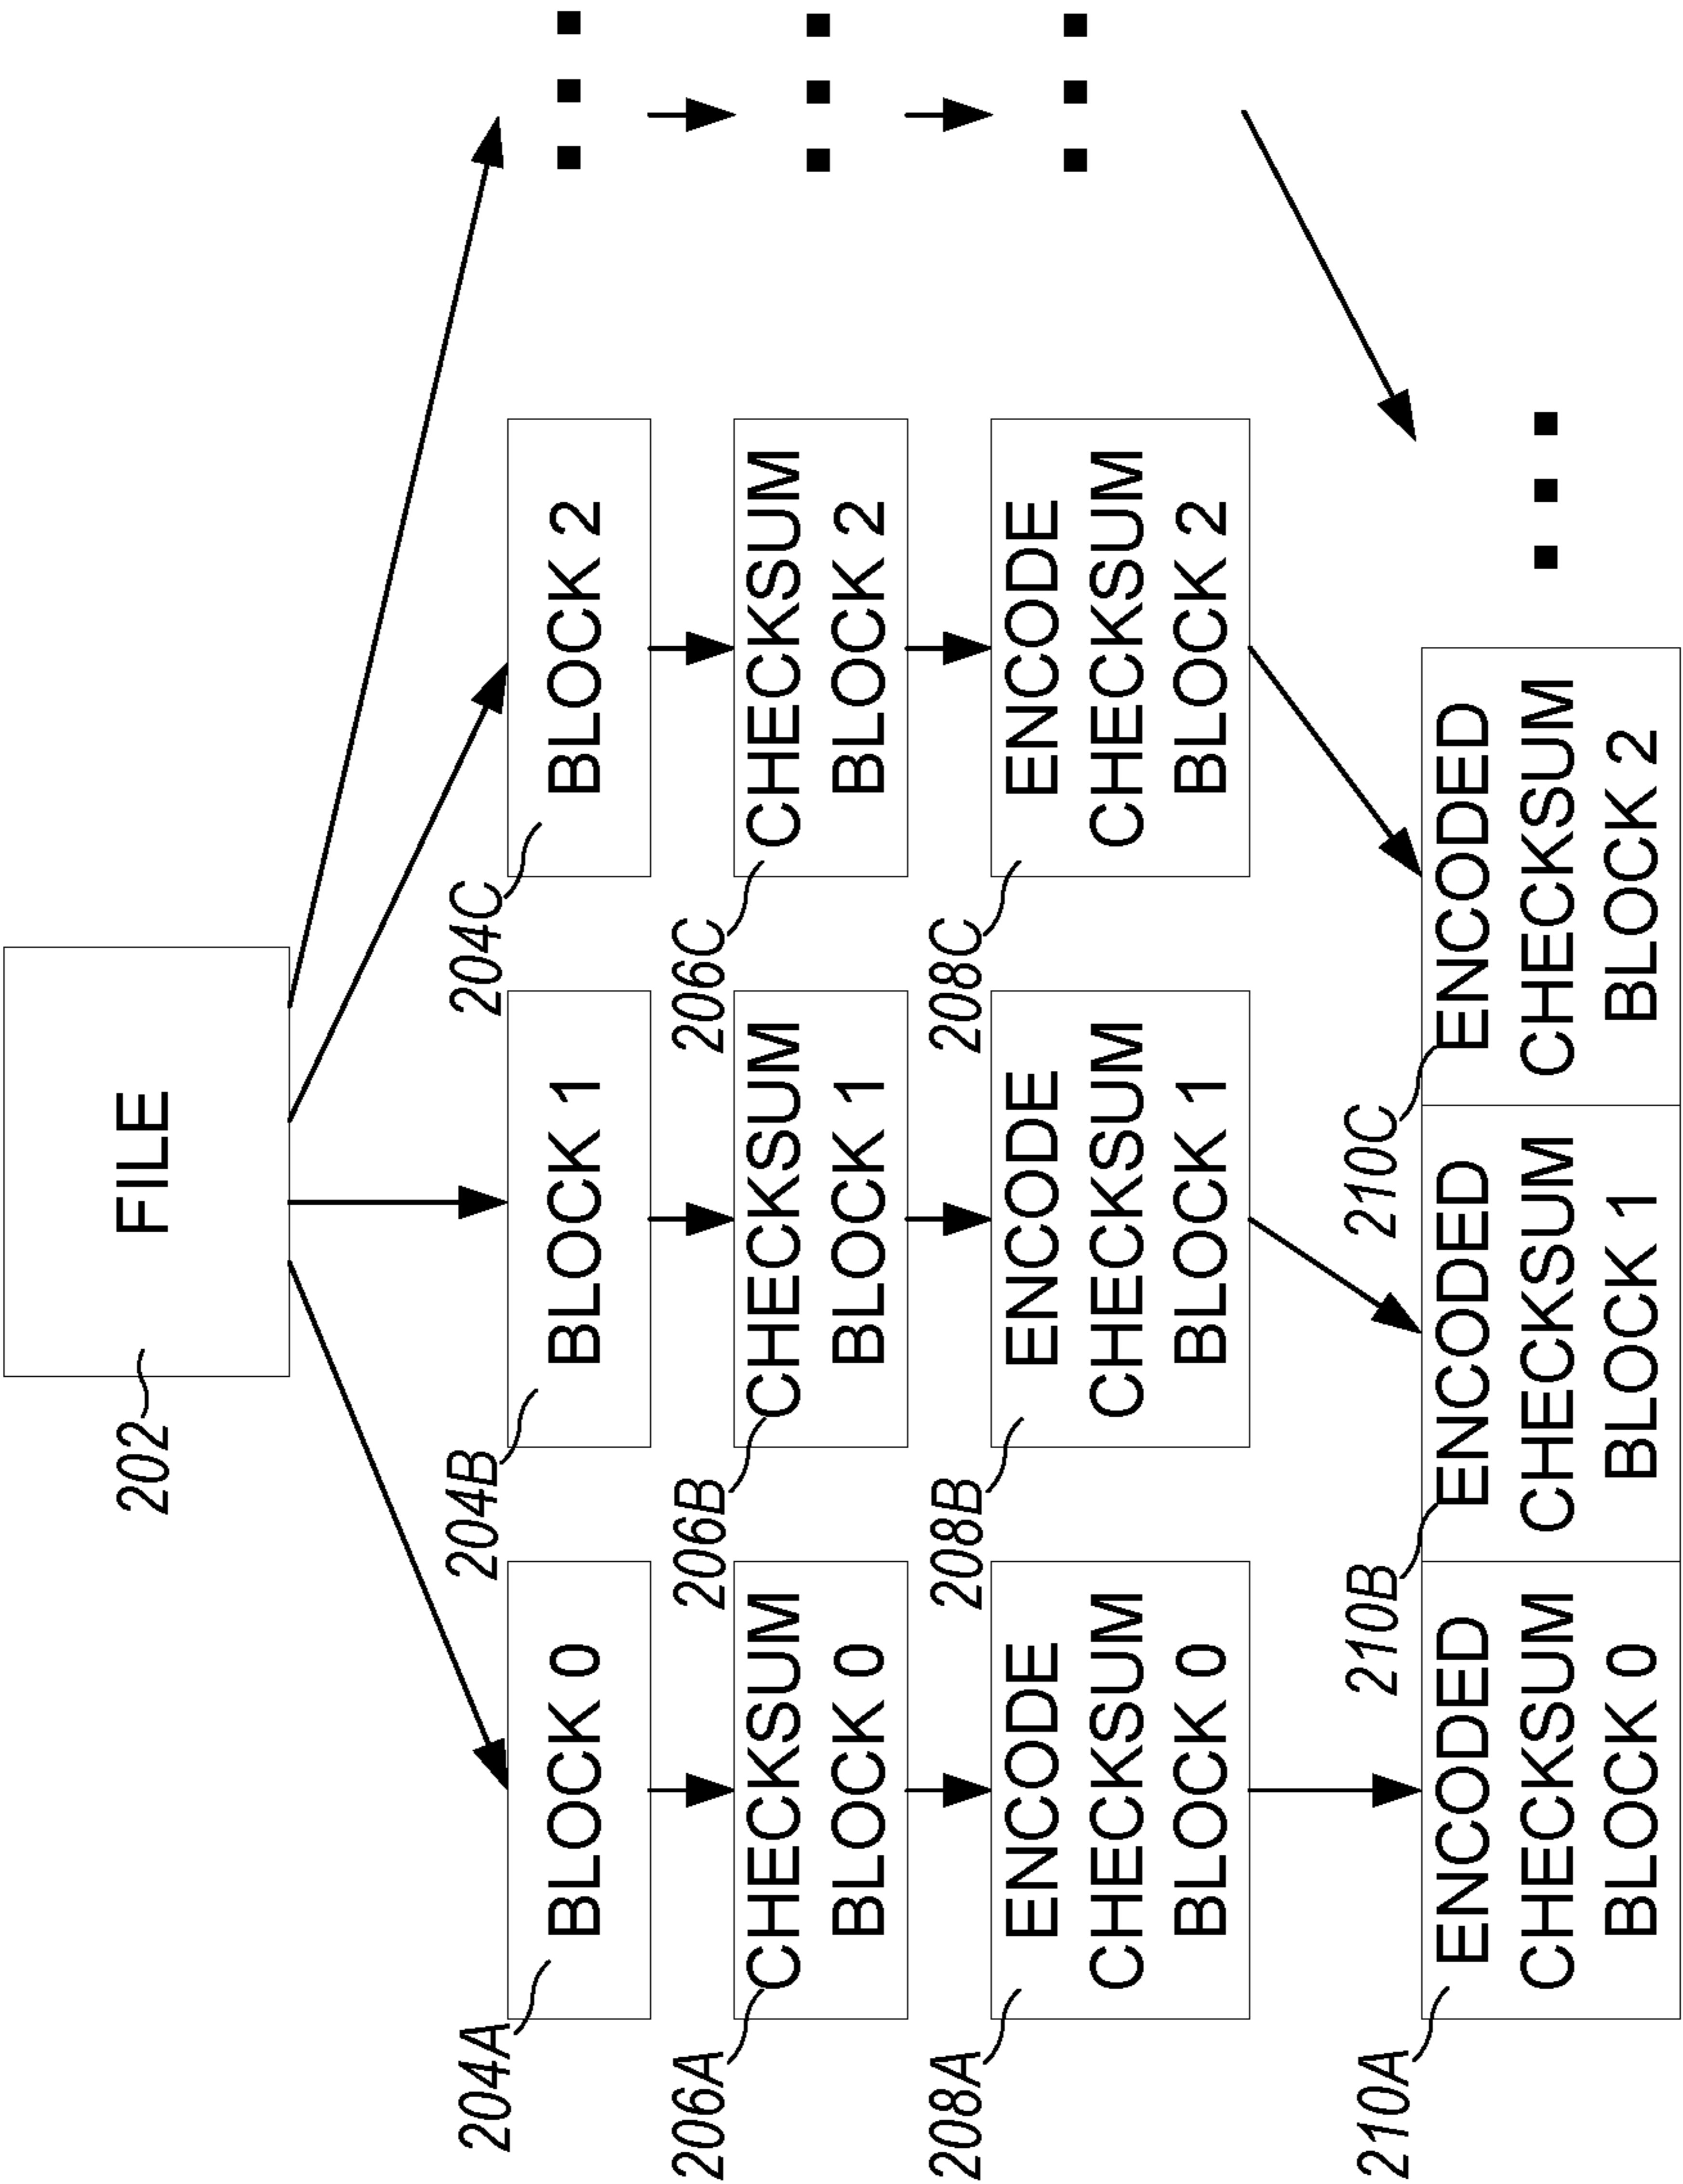 FILE
202
204A
BLOCK 0
204B
BLOCK 1
204C
BLOCK 2
206A
CHECKSUM
BLOCK 0
206B
CHECKSUM
BLOCK 1
206C
CHECKSUM
BLOCK 2
208A
ENCODE
CHECKSUM
BLOCK 0
208B
ENCODE
CHECKSUM
BLOCK 1
208C
ENCODE
CHECKSUM
BLOCK 2
210A
ENCODED
CHECKSUM
BLOCK 0
210B
ENCODED
CHECKSUM
BLOCK 1
210C
ENCODED
CHECKSUM
BLOCK 2